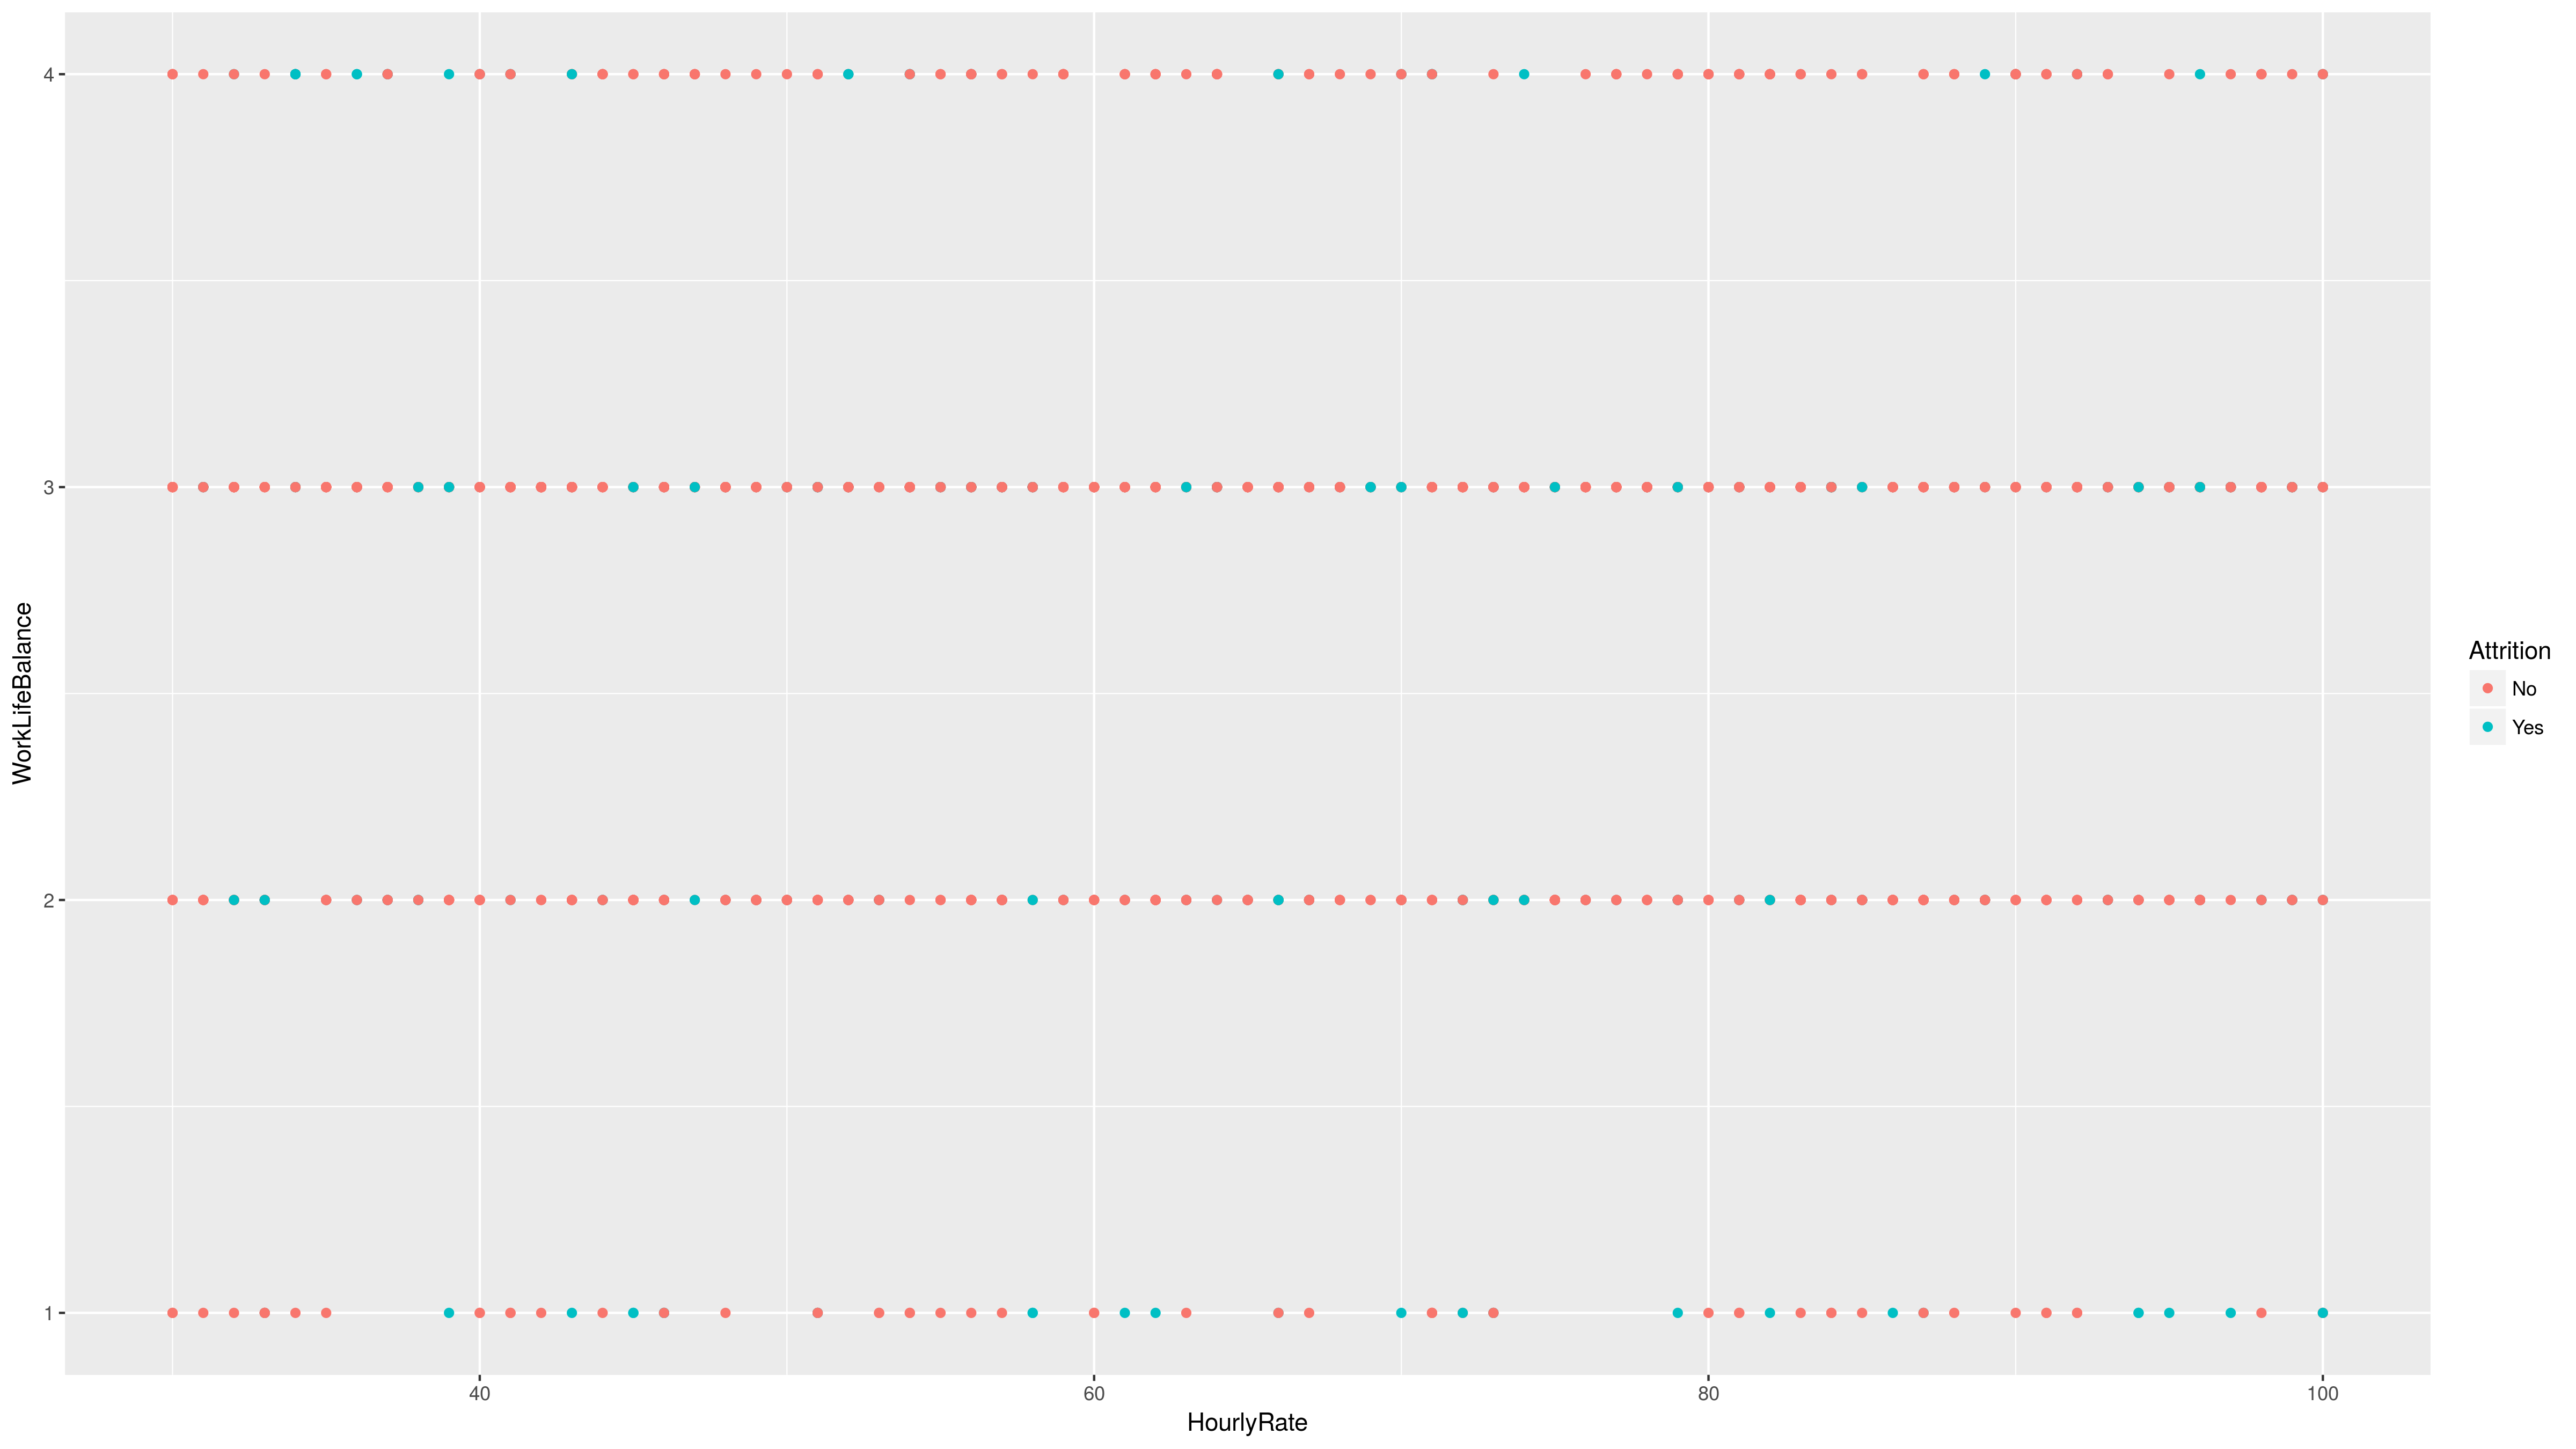 4
3
2
1
WorkLifeBalance
40
60
80
100
HourlyRate
Attrition
No
Yes